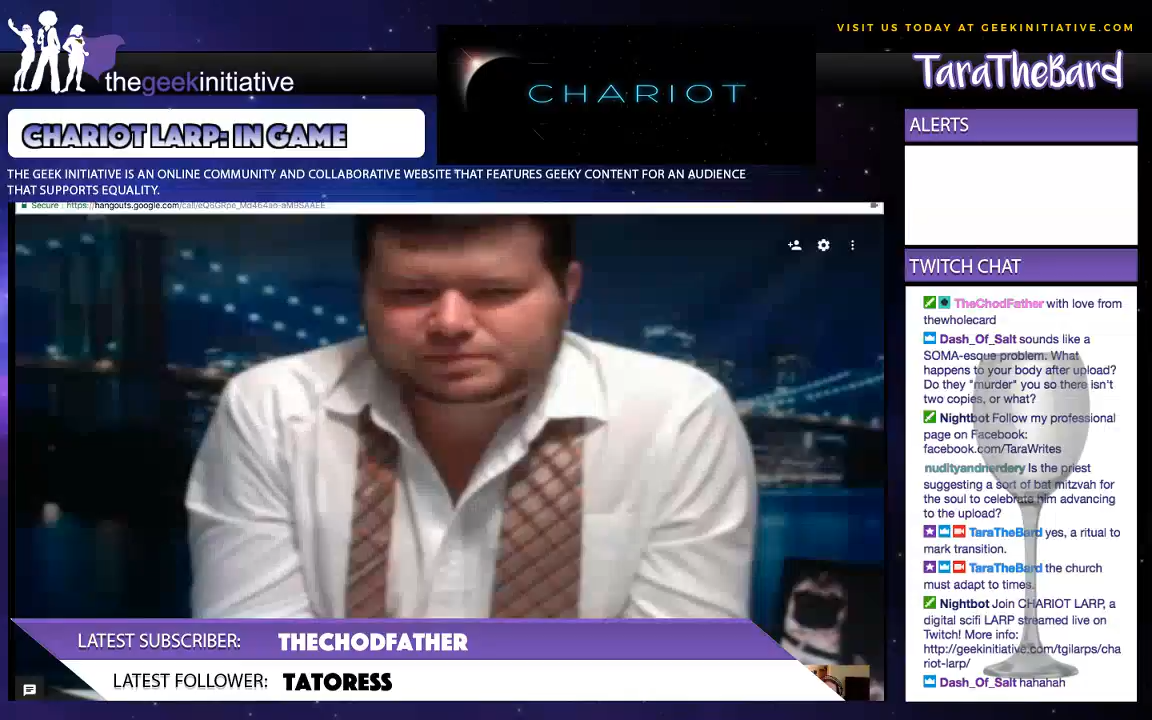 VISIT US TODAY AT GEEKINITIATIVE.COM
thegeekinitiative
CHARIOT
TaraTheBard
CHARIOT LARP: IN GAME
THE GEEK INITIATIVE IS AN ONLINE COMMUNITY AND COLLABORATIVE WEBSITE THAT FEATURES GEEKY CONTENT FOR AN AUDIENCE
THAT SUPPORTS EQUALITY.
Secure https://hangouts.google.com/call/
ALERTS
TWITCH CHAT
TheChodFather with love from
thewholecard
Dash_Of_Salt sounds like a
SOMA-esque problem. What
happens to your body after upload?
Do they "murder" you so there isn't
two copies, or what?
Nightbot Follow my professional
page on Facebook:
facebook.com/TaraWrites
nudityandnerdery Is the priest
suggesting a sort of bat mitzvah for
the soul to celebrate him advancing
to the upload?
TaraTheBard yes, a ritual to
mark transition.
TaraTheBard the church
must adapt to times.
Nightbot Join CHARIOT LARP, a
digital scifi LARP streamed live on
Twitch! More info:
http://geekinitiative.com/tgilarps/cha
riot-larp/
Dash_Of_Salt hahahah
LATEST SUBSCRIBER: THECHODFATHER
LATEST FOLLOWER: TATORESS